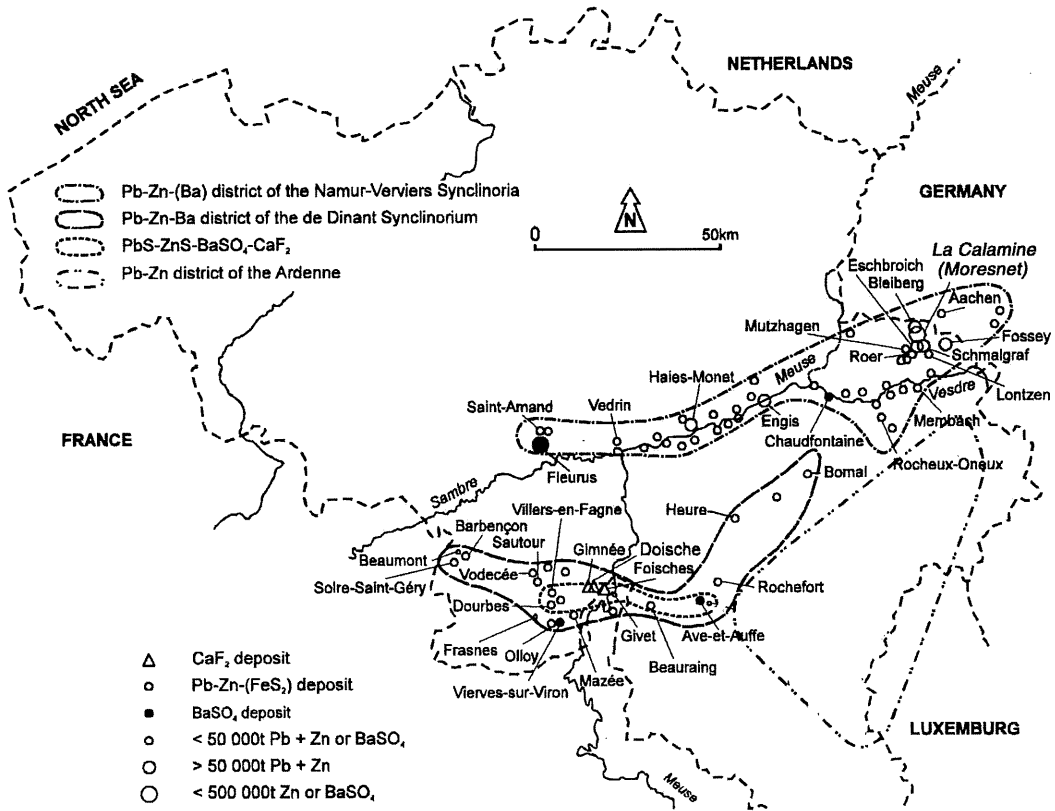 NETHERLANDS
Meuse
NORTH SEA
GERMANY
Pb-Zn-(Ba) district of the Namur-Verviers Synclinoria
Pb-Zn-Ba district of the de Dinant Synclinorium
PbS-ZnS-BaSO₄-CaF₂
Pb-Zn district of the Ardenne
N
0 50km
La Calamine
(Moresnet)
Eschbroich
Bleiberg
Aachen
Mutzhagen
Fossey
Roer
Schmalgraf
Meuse
Haies-Monet
Vesdre
Lontzen
Saint-Amand
Vedrin
Engis
Membach
FRANCE
Chaudfontaine
Rocheux-Oneux
Fleurus
Bomal
Sambre
Villers-en-Fagne
Heure
Barbençon
Sautour
Gimnée
Doische
Beaumont
Foisches
Vodecée
Rochefort
Solre-Saint-Géry
Dourbes
Givet
Ave-et-Auffe
Frasnes
Olloy
Beauraing
Mazée
Vierves-sur-Viron
LUXEMBURG
CaF₂ deposit
Pb-Zn-(FeS₂) deposit
BaSO₄ deposit
< 50 000t Pb + Zn or BaSO₄
> 50 000t Pb + Zn
< 500 000t Zn or BaSO₄
Meuse